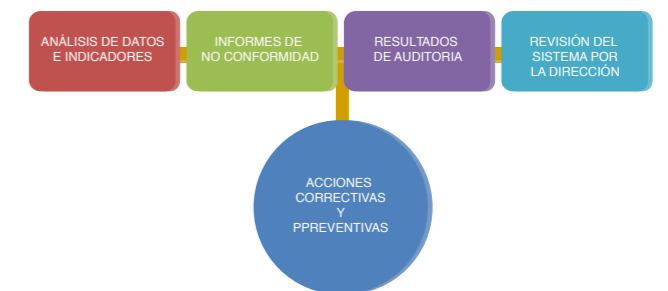 ANÁLISIS DE DATOS
E INDICADORES
INFORMES DE
NO CONFORMIDAD
RESULTADOS
DE AUDITORIA
REVISIÓN DEL
SISTEMA POR
LA DIRECCIÓN
ACCIONES
CORRECTIVAS
Y
PPREVENTIVAS